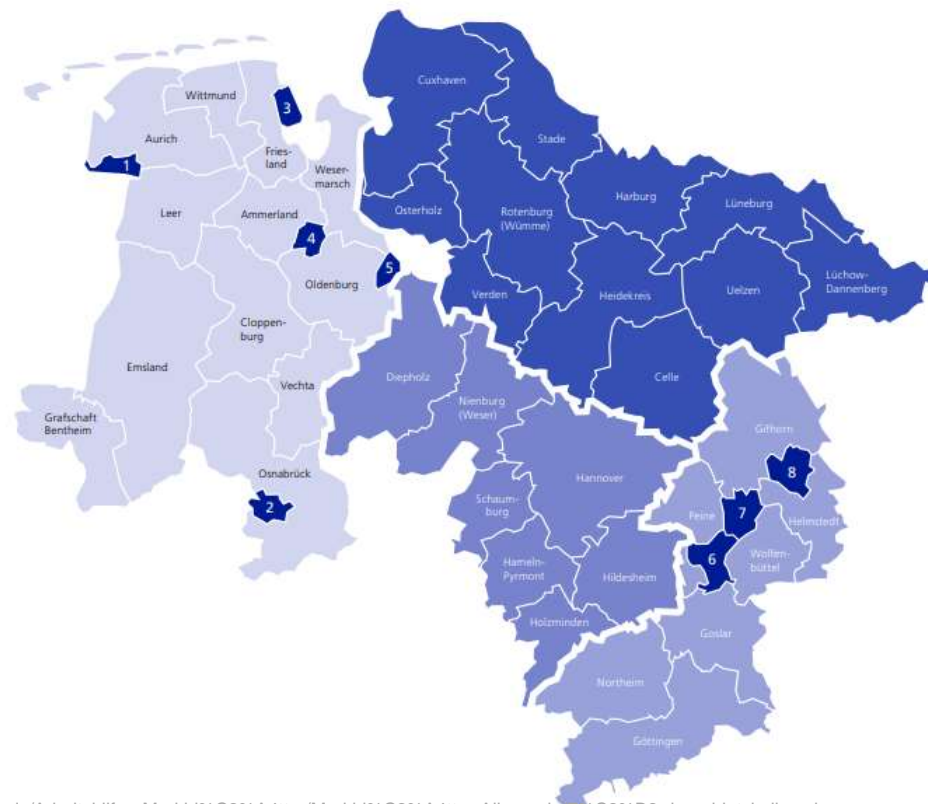 Cuxhaven
Wittmund
3
Stade
Aurich
Fries-
land
1
Weser-
marsch
Harburg
Lüneburg
Leer
Ammerland
Osterholz
Rotenburg
(Wümme)
4
5
Oldenburg
Verden
Heidekreis
Uelzen
Lüchow-
Dannenberg
Cloppen-
burg
Emsland
Vechta
Diepholz
Nienburg
(Weser)
Celle
Grafschaft
Bentheim
Gifhorn
Osnabrück
2
Hannover
8
Schaum-
burg
Peine
7
Helmstedt
6
Wolfen-
büttel
Hameln-
Pyrmont
Hildesheim
Holzminden
Goslar
Northeim
Göttingen